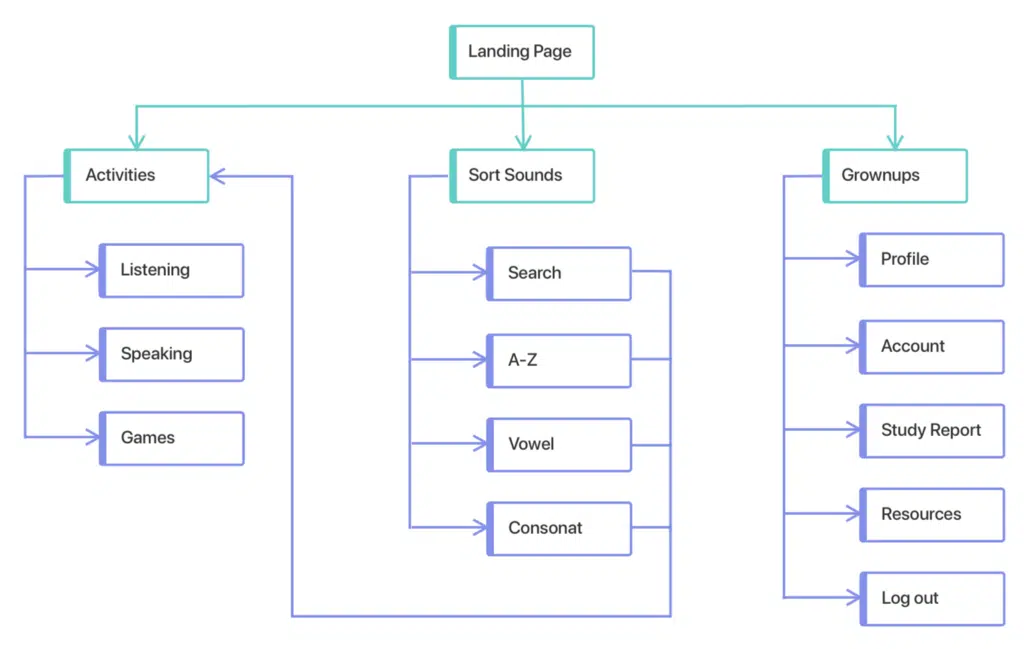 Landing Page
Activities
Sort Sounds
Grownups
Listening
Speaking
Games
Search
A-Z
Vowel
Consonat
Profile
Account
Study Report
Resources
Log out